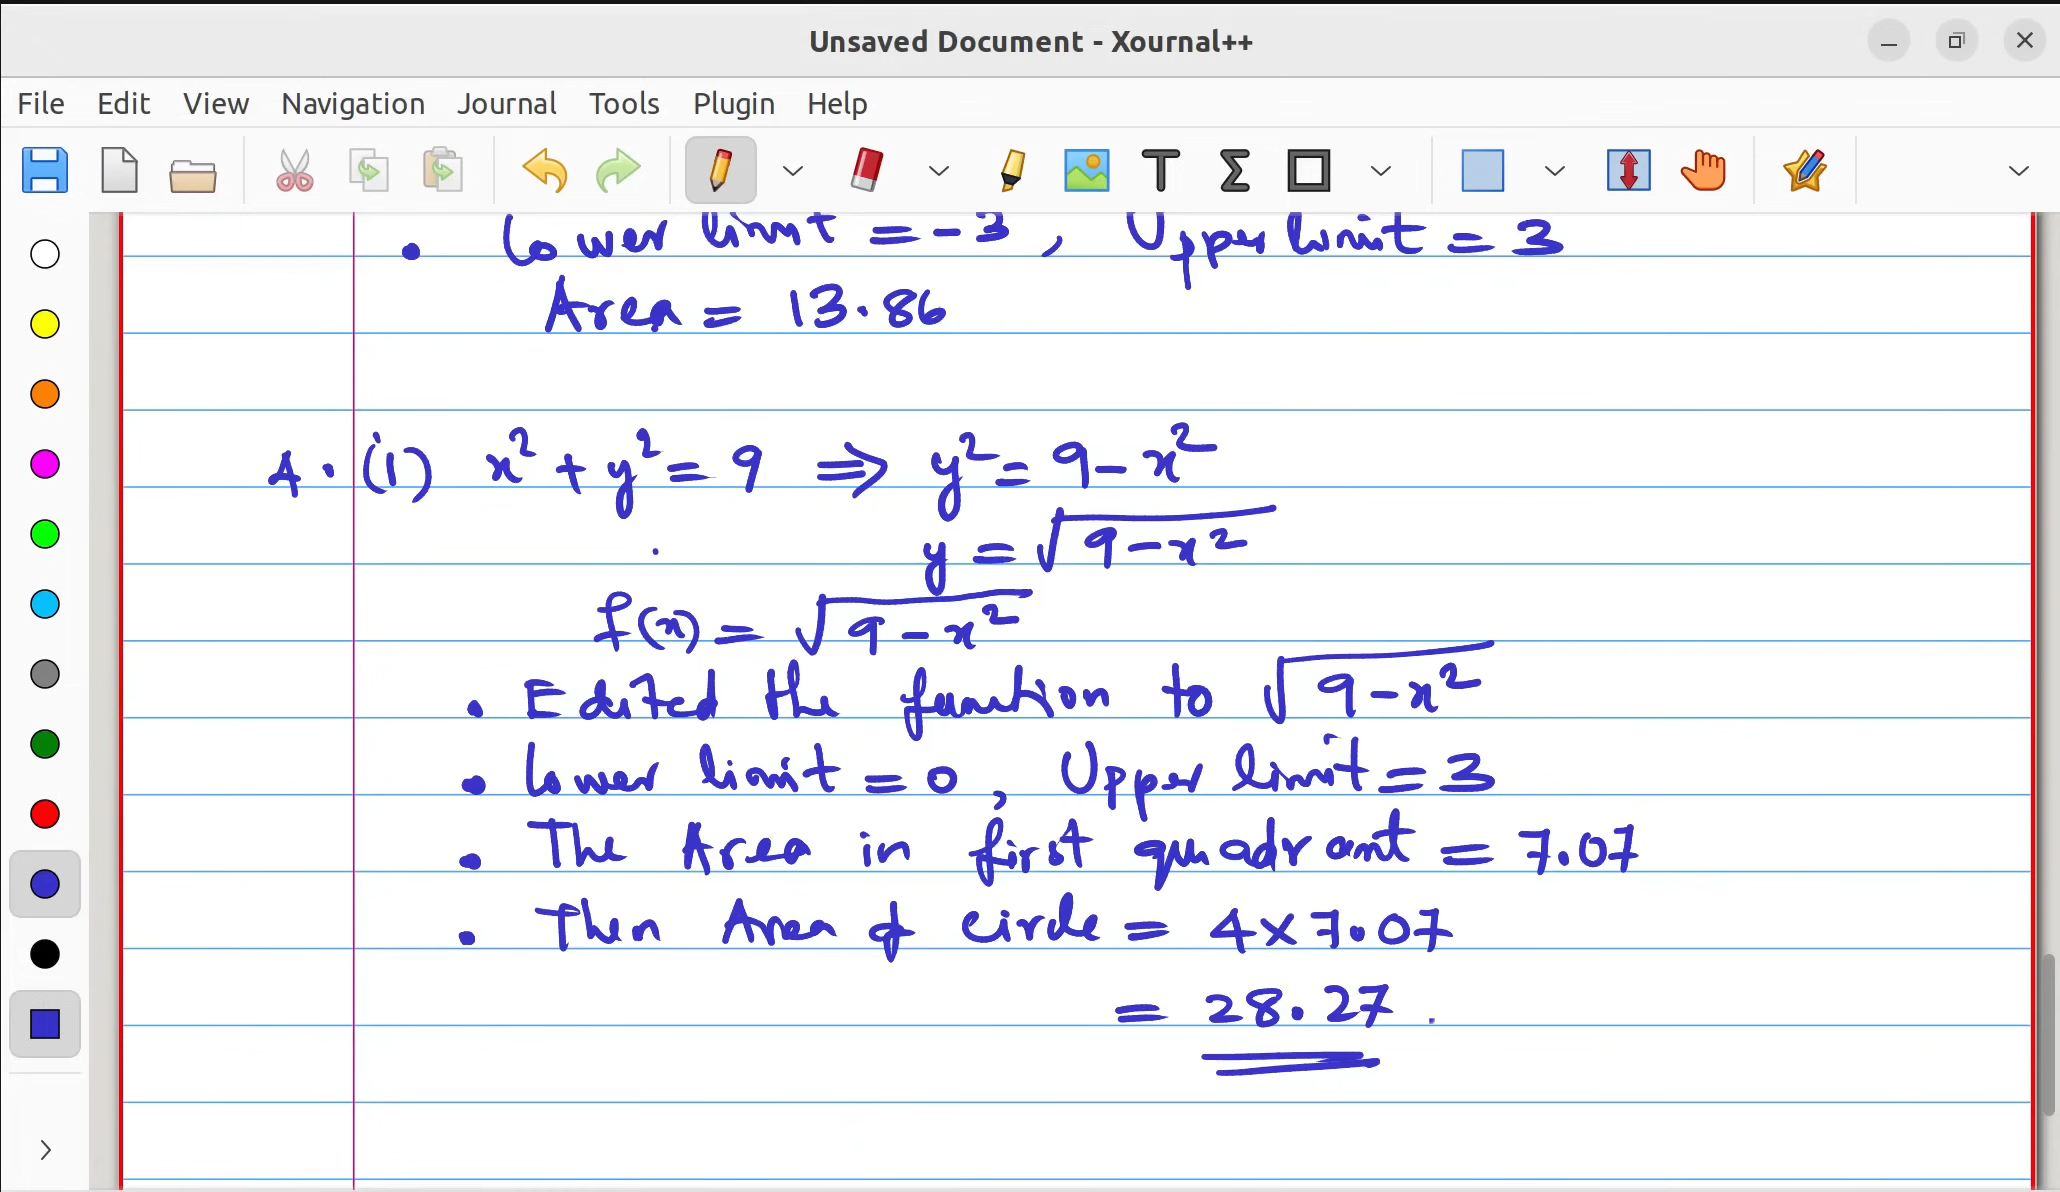 Unsaved Document - Xournal++
File Edit View Navigation Journal Tools Plugin Help
• Lower limit = -3, Upper limit = 3
Area = 13.86
4. (i) x² + y² = 9 ⇒ y² = 9 - x²
y = √(9 - x²)
f(x) = √(9 - x²)
• Edited the function to √(9 - x²)
• Lower limit = 0, Upper limit = 3
• The Area in first quadrant = 7.07
• Then Area of circle = 4 × 7.07
= 28.27.